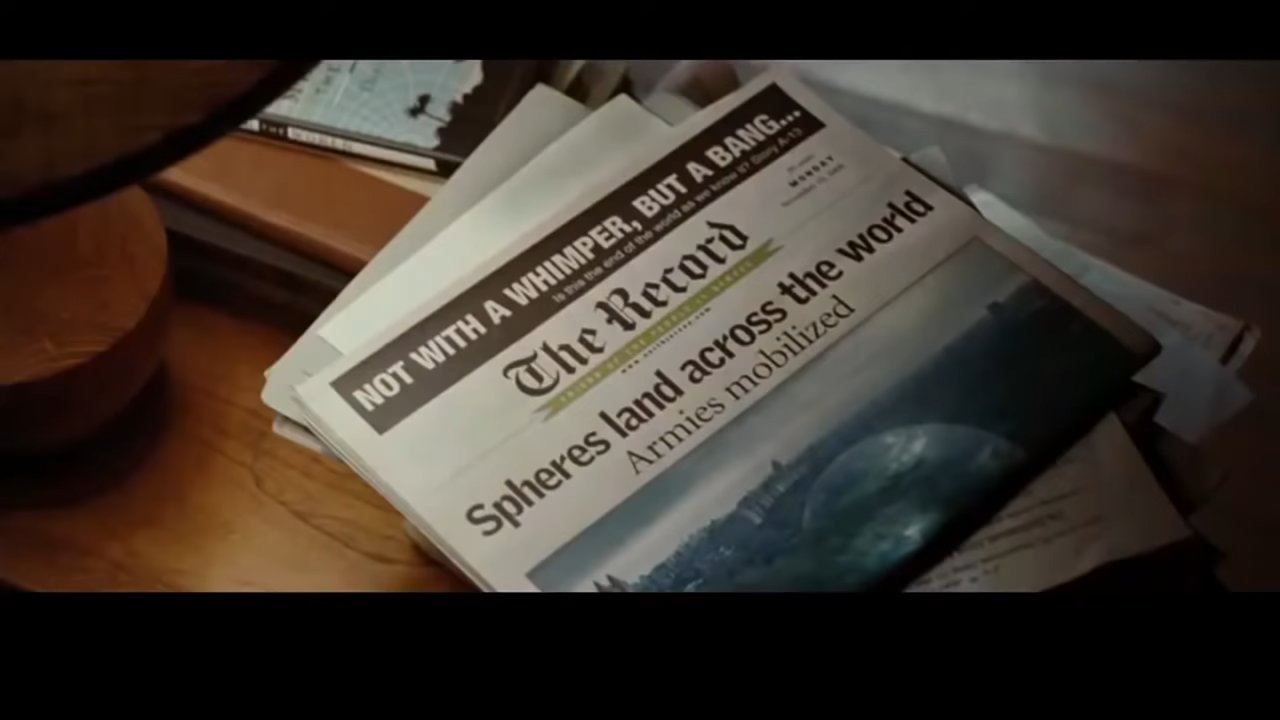 NOT WITH A WHIMPER, BUT A BANG...
Is this the end of the world as we know it? Story A-13
MONDAY
The Record
Spheres land across the world
Armies mobilized